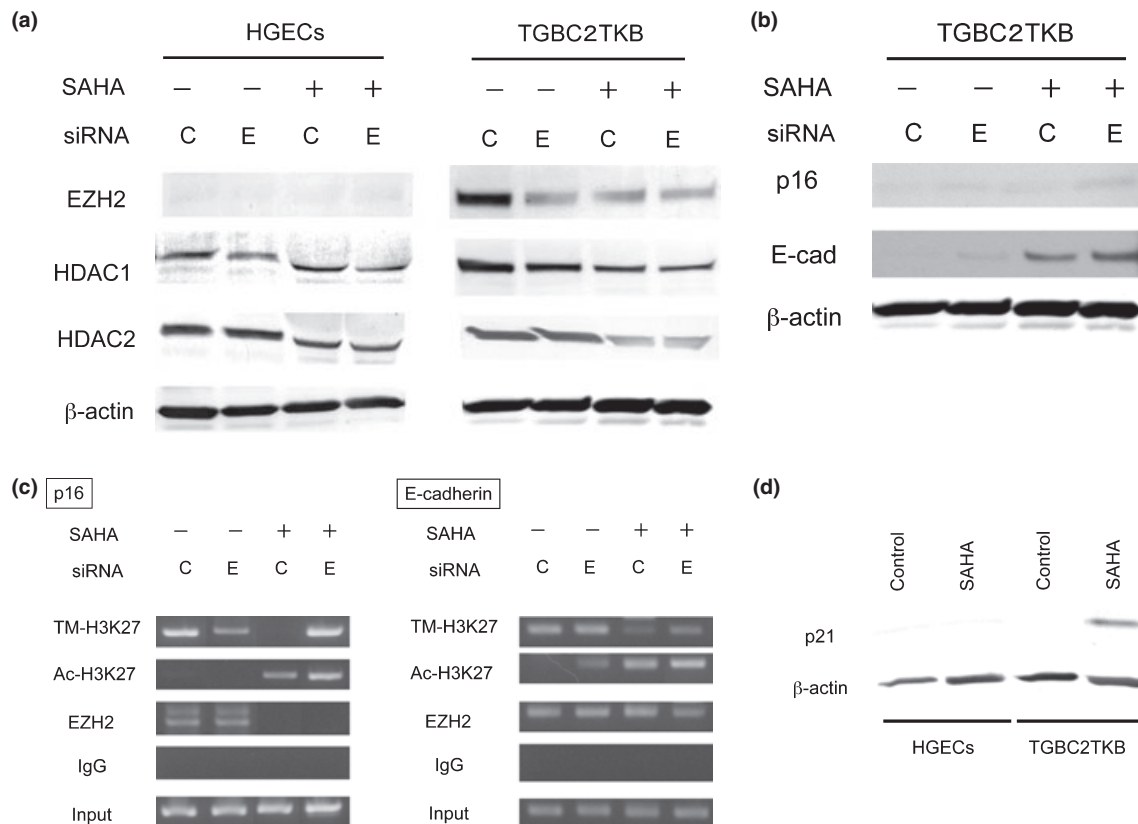 (a)
HGECs
TGBC2TKB
SAHA − − + + − − + +
siRNA C E C E C E C E
EZH2
HDAC1
HDAC2
β-actin
(b)
TGBC2TKB
SAHA − − + +
siRNA C E C E
p16
E-cad
β-actin
(c)
p16
SAHA − − + +
siRNA C E C E
TM-H3K27
Ac-H3K27
EZH2
IgG
Input
E-cadherin
SAHA − − + +
siRNA C E C E
TM-H3K27
Ac-H3K27
EZH2
IgG
Input
(d)
Control SAHA Control SAHA
p21
β-actin
HGECs TGBC2TKB